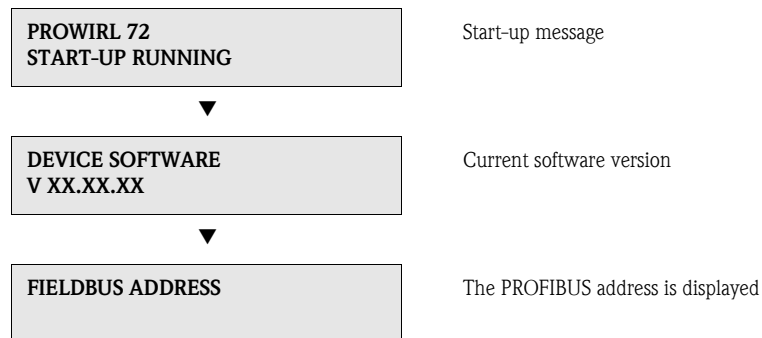 PROWIRL 72
START-UP RUNNING
Start-up message
▼
DEVICE SOFTWARE
V XX.XX.XX
Current software version
▼
FIELDBUS ADDRESS
The PROFIBUS address is displayed